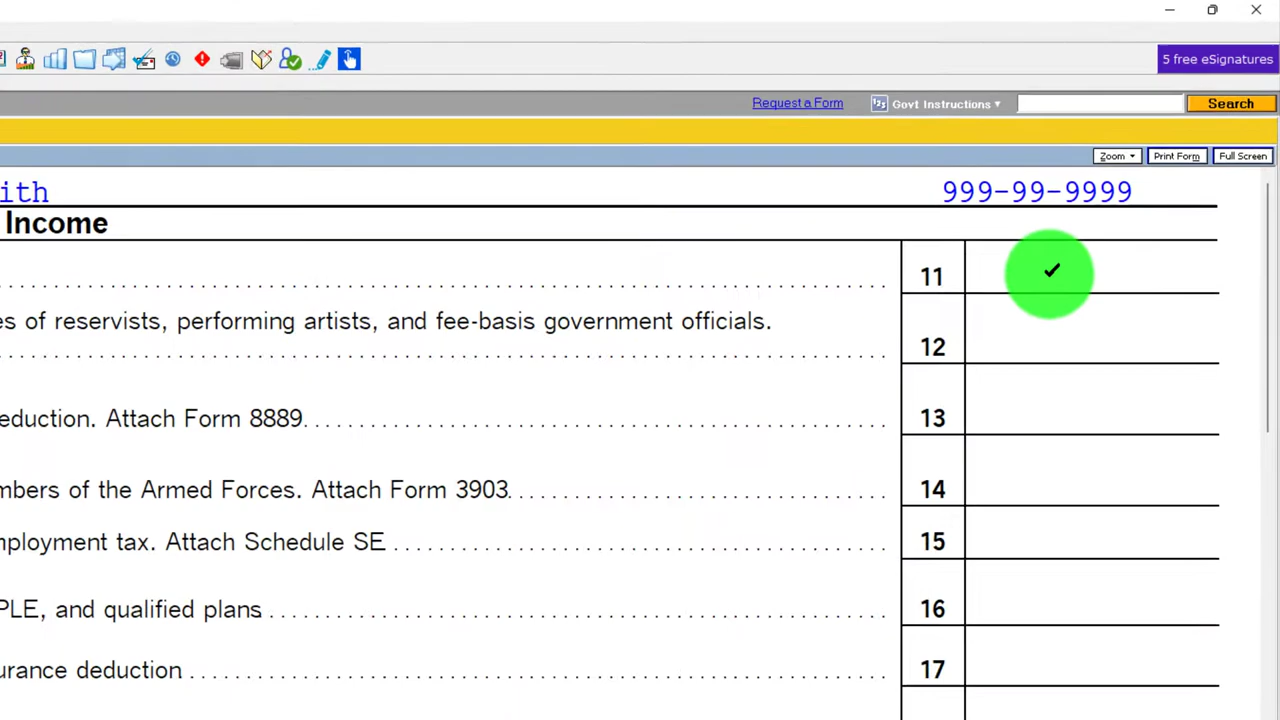 5 free eSignatures
Request a Form
Govt Instructions
Search
Zoom
Print Form
Full Screen
ith
999-99-9999
Income
11
es of reservists, performing artists, and fee-basis government officials.
12
eduction. Attach Form 8889
13
mbers of the Armed Forces. Attach Form 3903
14
mployment tax. Attach Schedule SE
15
PLE, and qualified plans
16
urance deduction
17